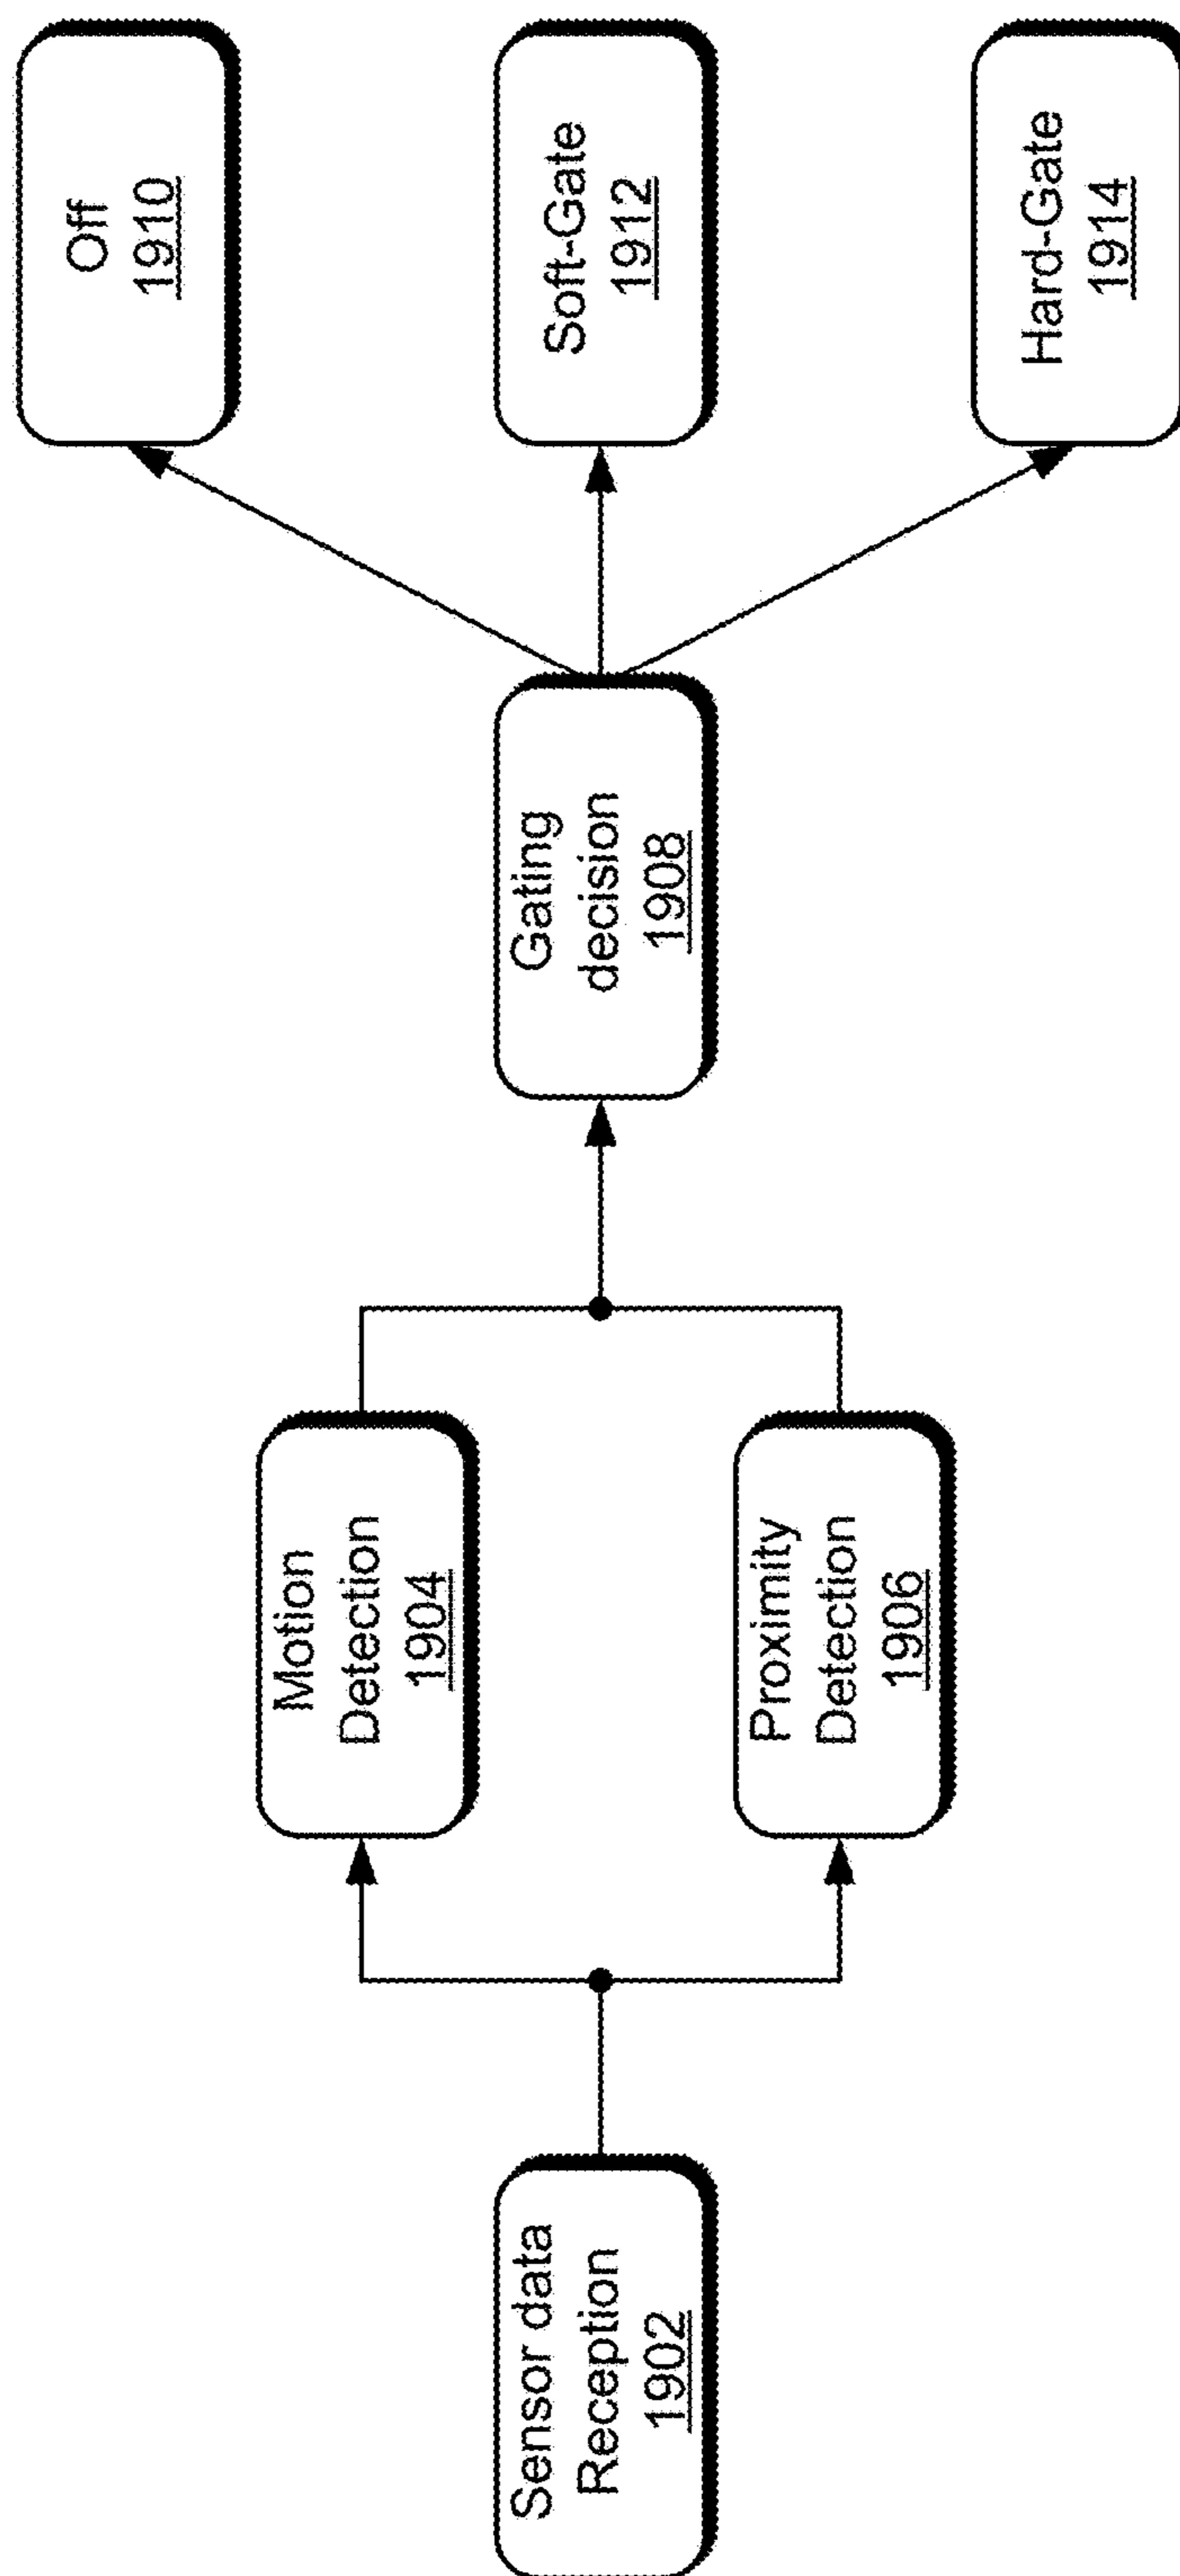 Sensor data
Reception
1902
Motion
Detection
1904
Proximity
Detection
1906
Gating
decision
1908
Off
1910
Soft-Gate
1912
Hard-Gate
1914